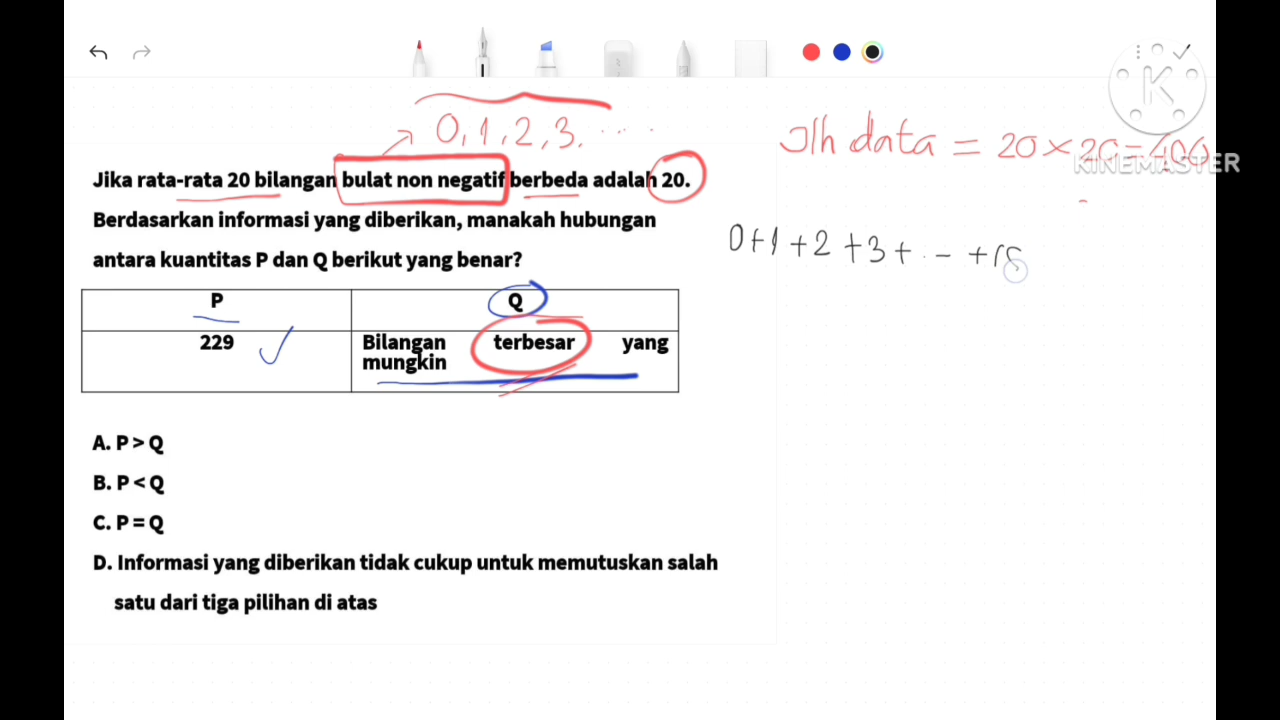 0, 1, 2, 3. ...
Jlh data = 20 × 20 = 400
KINEMASTER
Jika rata-rata 20 bilangan bulat non negatif berbeda adalah 20.
Berdasarkan informasi yang diberikan, manakah hubungan
antara kuantitas P dan Q berikut yang benar?
0+1+2+3+...+18
P Q
229 Bilangan terbesar yang
mungkin
A. P > Q
B. P < Q
C. P = Q
D. Informasi yang diberikan tidak cukup untuk memutuskan salah
satu dari tiga pilihan di atas